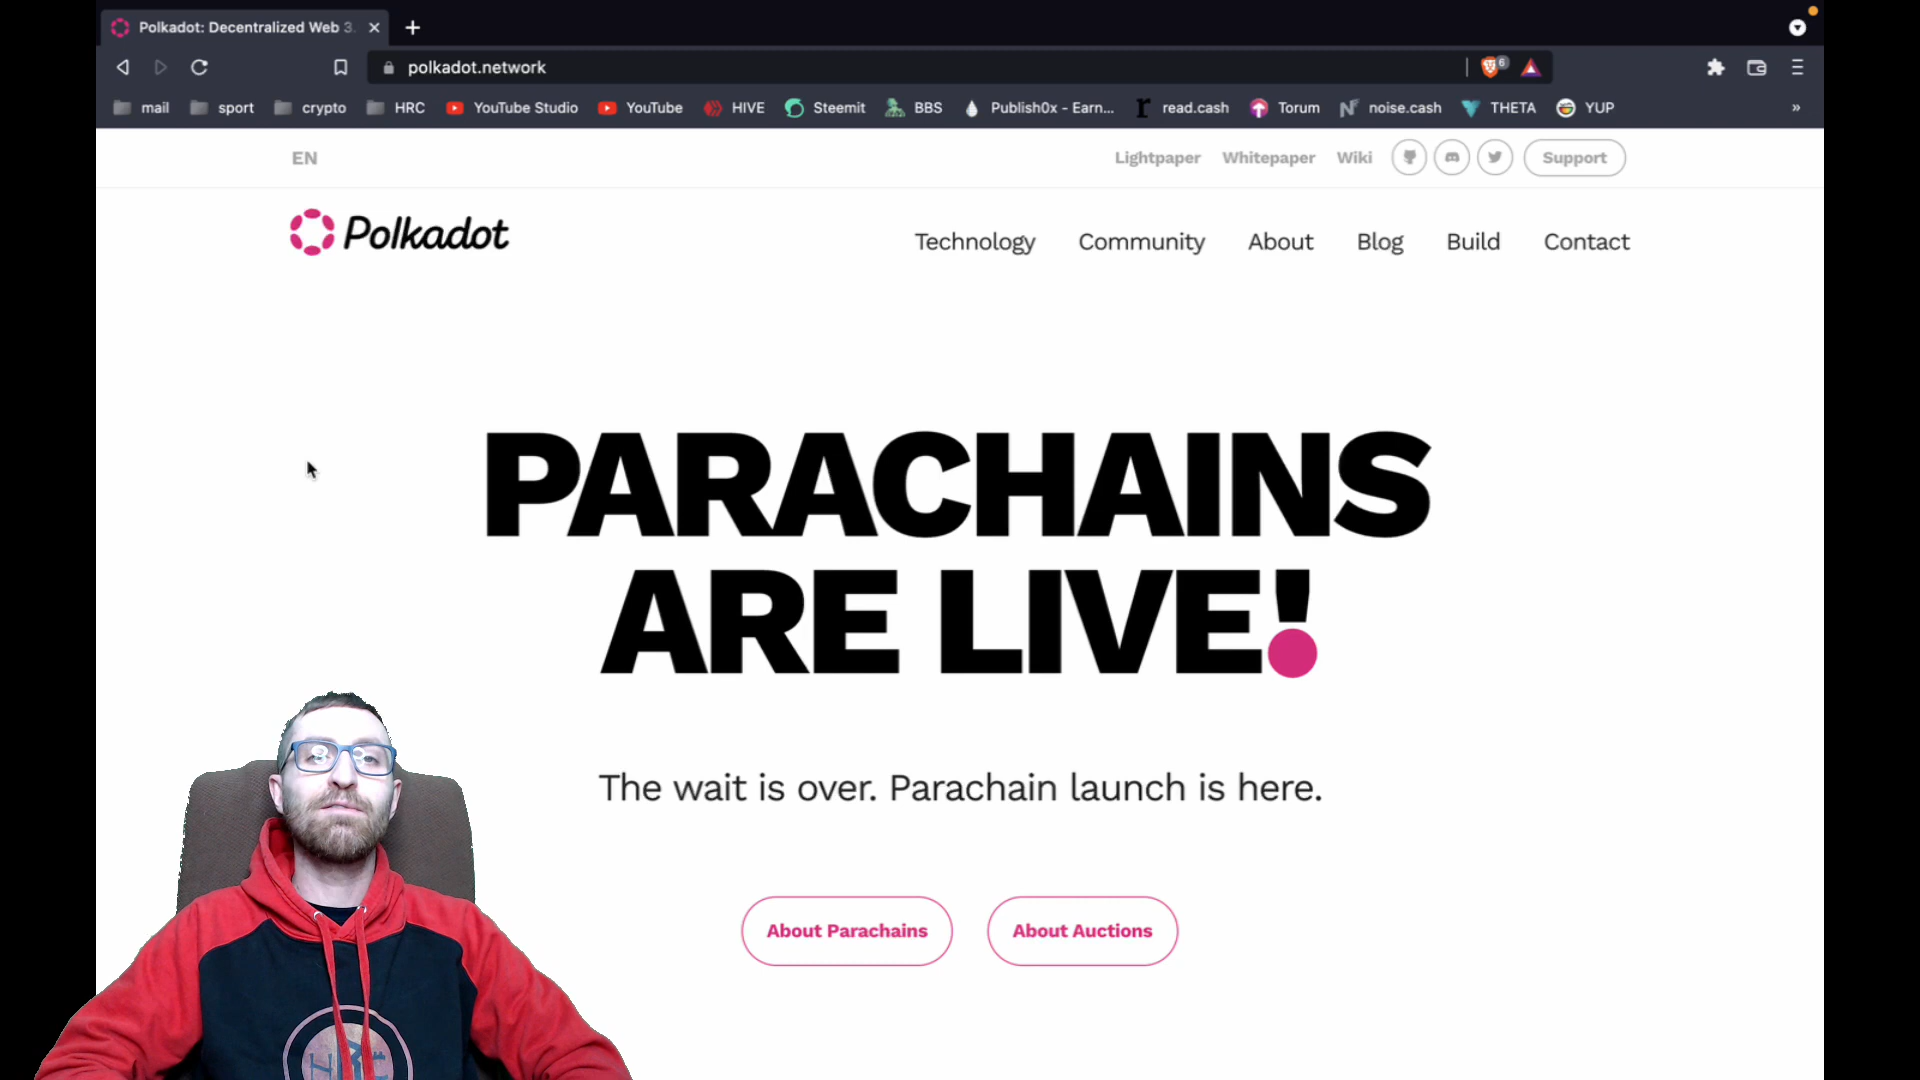 Polkadot: Decentralized Web 3.
polkadot.network
6
mail sport crypto HRC YouTube Studio YouTube HIVE Steemit BBS Publish0x - Earn... read.cash Torum noise.cash THETA YUP »
EN Lightpaper Whitepaper Wiki Support
Polkadot Technology Community About Blog Build Contact
PARACHAINS
ARE LIVE!
The wait is over. Parachain launch is here.
About Parachains About Auctions